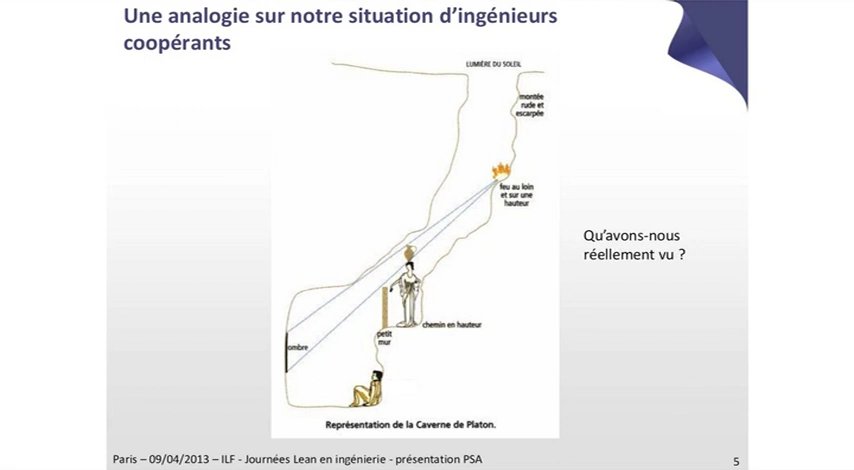 Une analogie sur notre situation d'ingénieurs
coopérants
LUMIÈRE DU SOLEIL
montée
rude et
escarpée
feu au loin
et sur une
hauteur
Qu'avons-nous
réellement vu ?
chemin en hauteur
petit
mur
ombre
Représentation de la Caverne de Platon.
Paris – 09/04/2013 – ILF - Journées Lean en ingénierie - présentation PSA
5